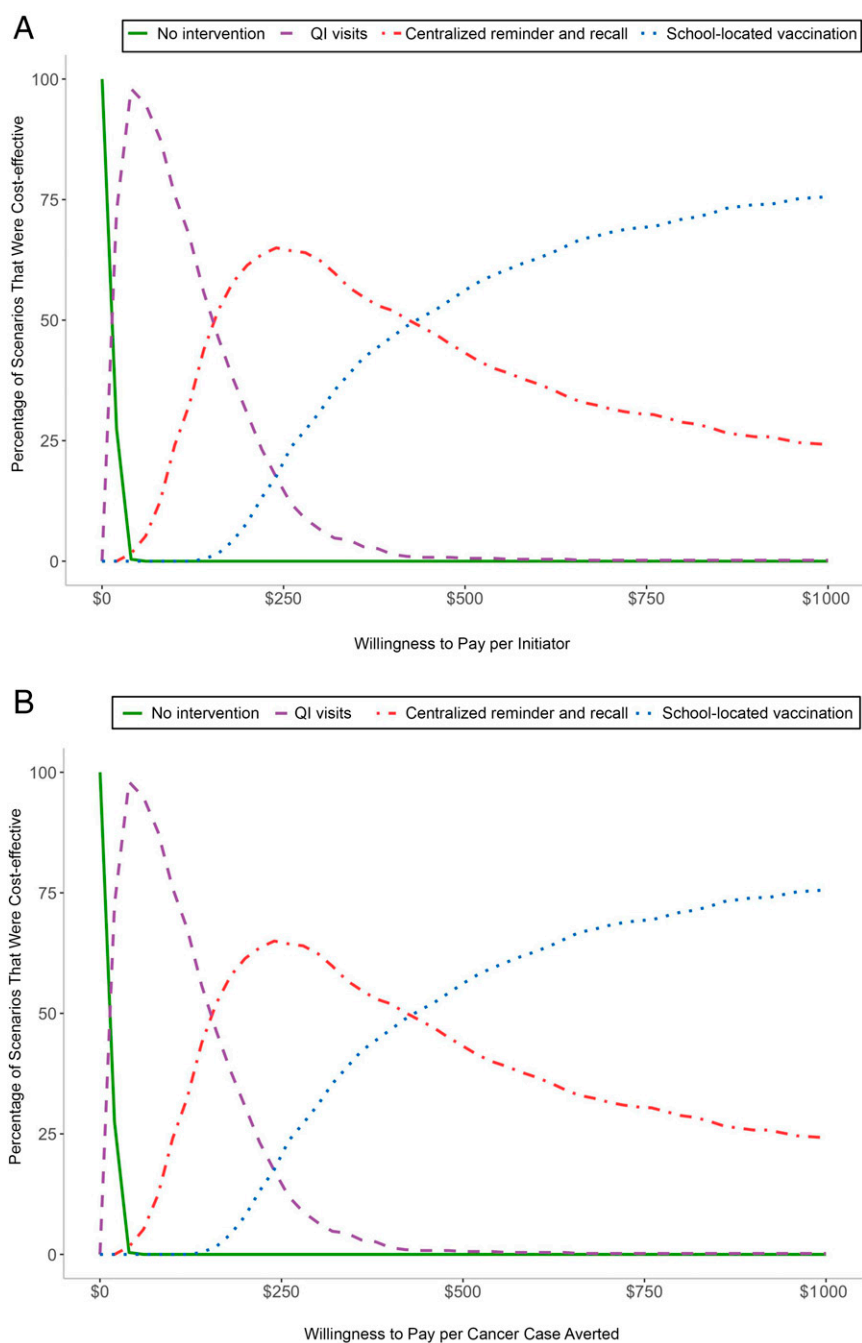 A
No intervention QI visits Centralized reminder and recall School-located vaccination
100
75
50
25
0
Percentage of Scenarios That Were Cost-effective
$0 $250 $500 $750 $1000
Willingness to Pay per Initiator
B
No intervention QI visits Centralized reminder and recall School-located vaccination
100
75
50
25
0
Percentage of Scenarios That Were Cost-effective
$0 $250 $500 $750 $1000
Willingness to Pay per Cancer Case Averted